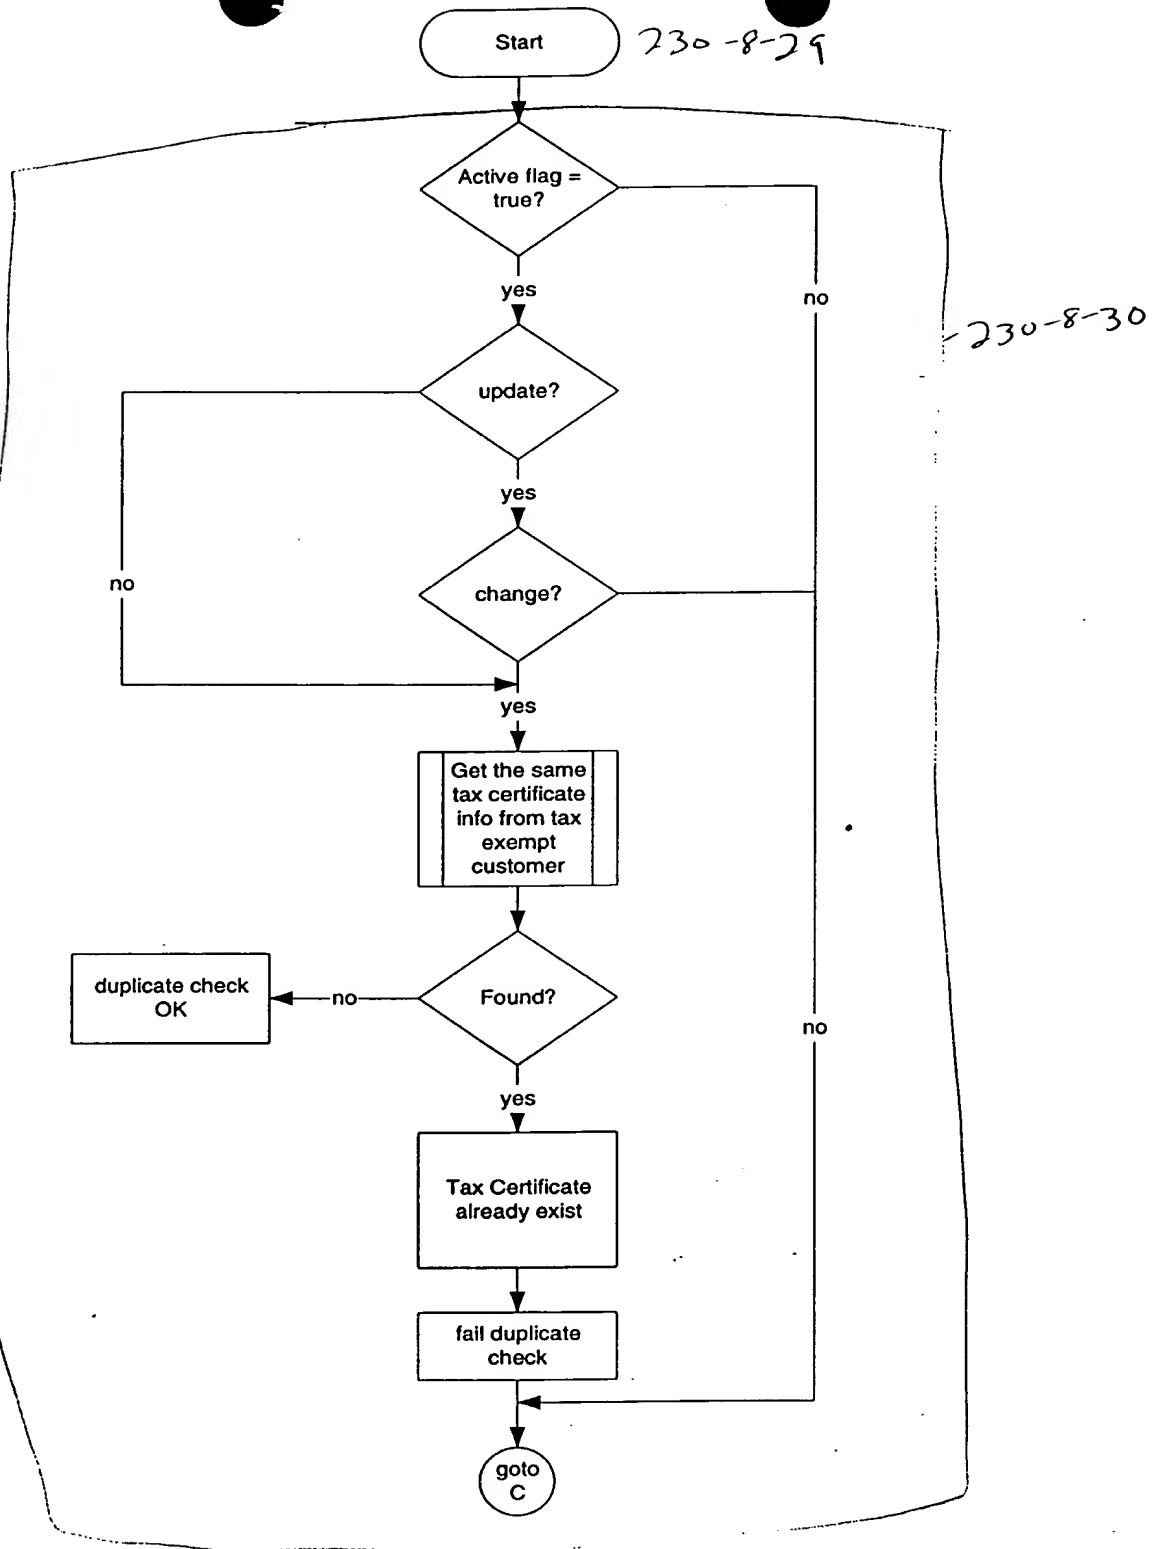 Start
230-8-29
Active flag =
true?
yes
no
230-8-30
update?
yes
change?
no
yes
Get the same
tax certificate
info from tax
exempt
customer
duplicate check
OK
no
Found?
no
yes
Tax Certificate
already exist
fail duplicate
check
goto
C